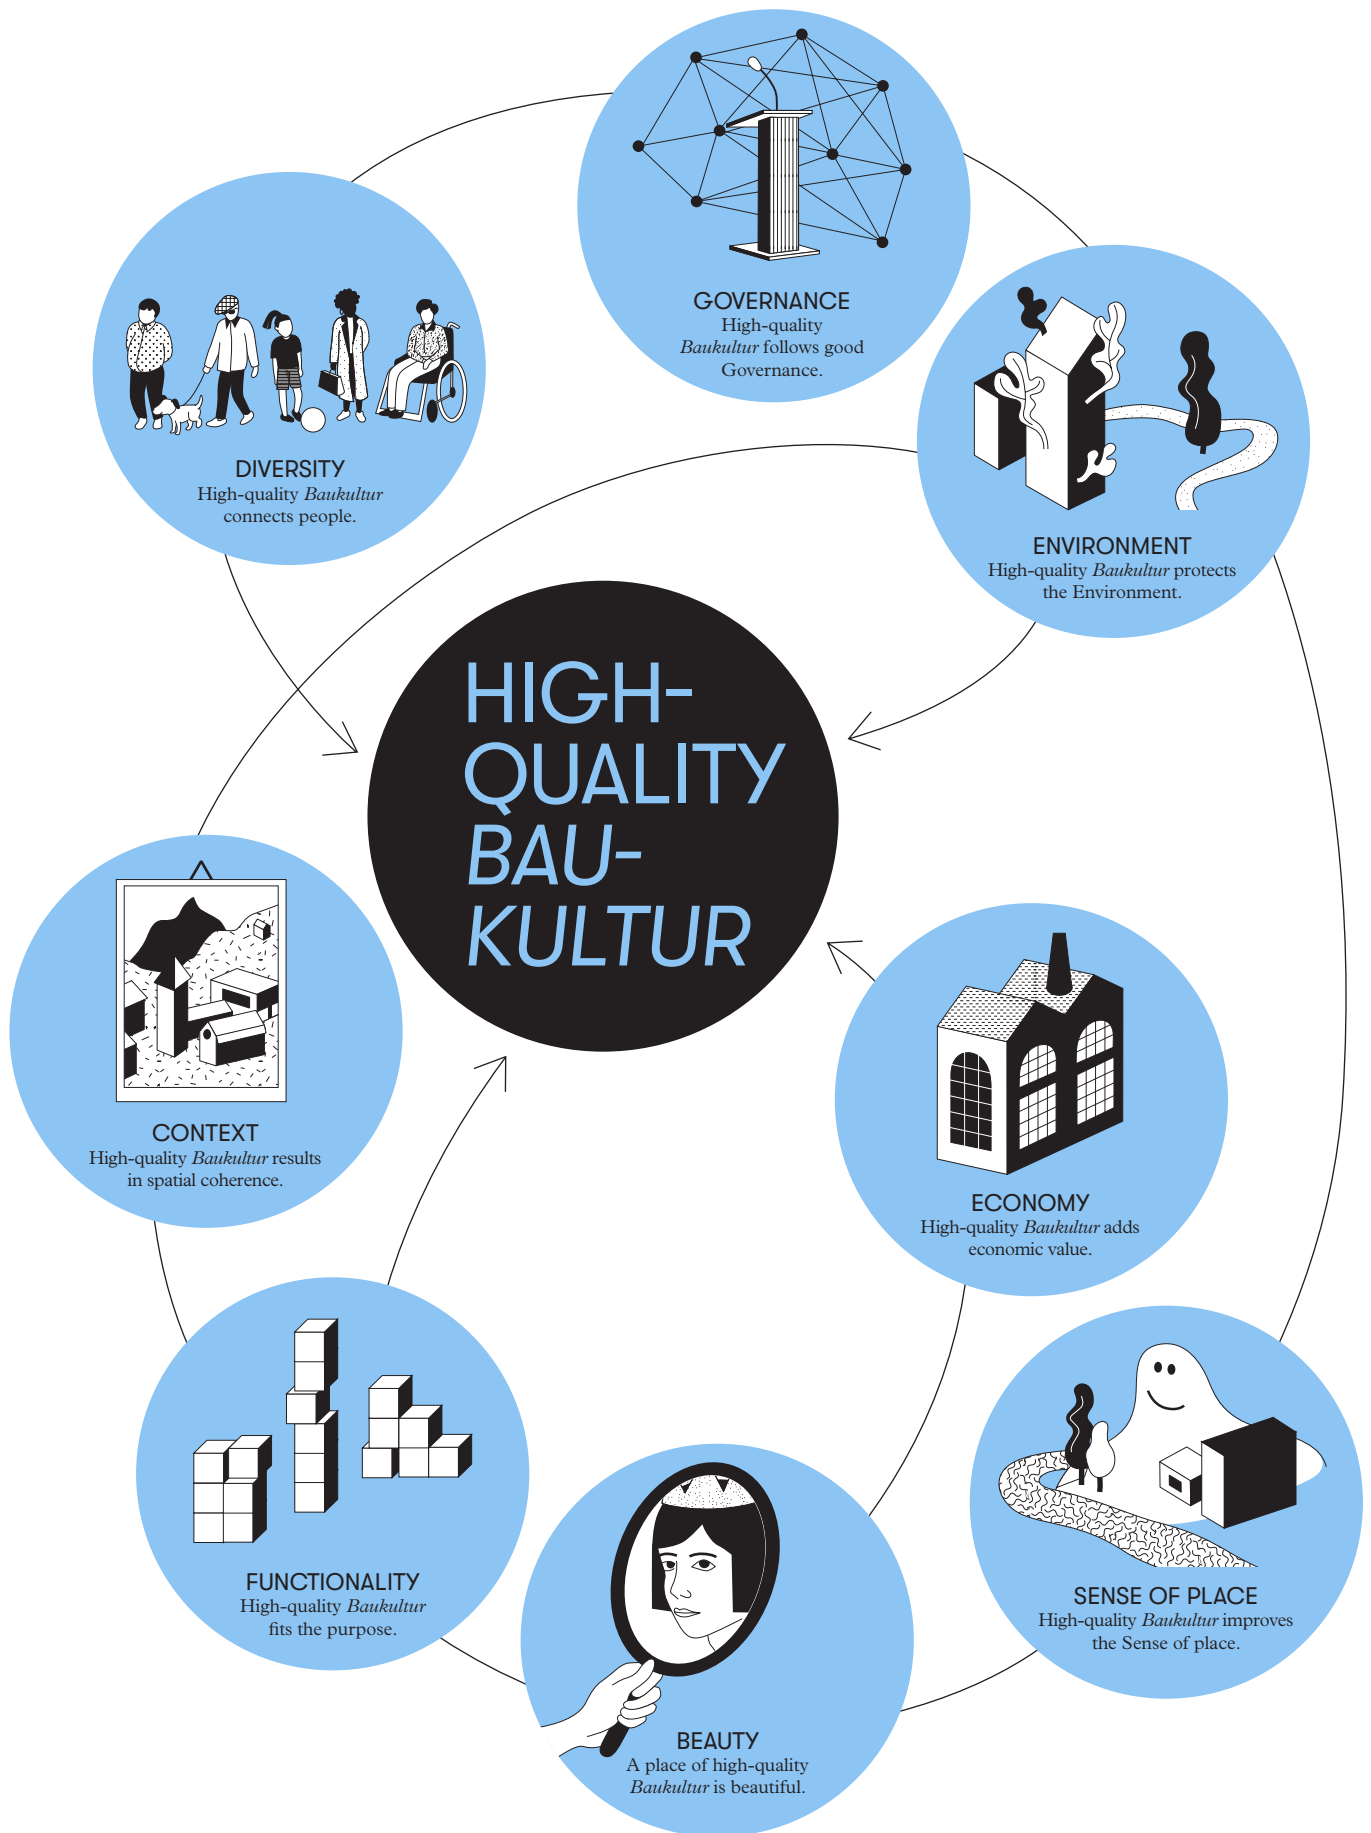 GOVERNANCE
High-quality
Baukultur follows good
Governance.
DIVERSITY
High-quality Baukultur
connects people.
ENVIRONMENT
High-quality Baukultur protects
the Environment.
HIGH-
QUALITY
BAU-
KULTUR
CONTEXT
High-quality Baukultur results
in spatial coherence.
ECONOMY
High-quality Baukultur adds
economic value.
FUNCTIONALITY
High-quality Baukultur
fits the purpose.
SENSE OF PLACE
High-quality Baukultur improves
the Sense of place.
BEAUTY
A place of high-quality
Baukultur is beautiful.